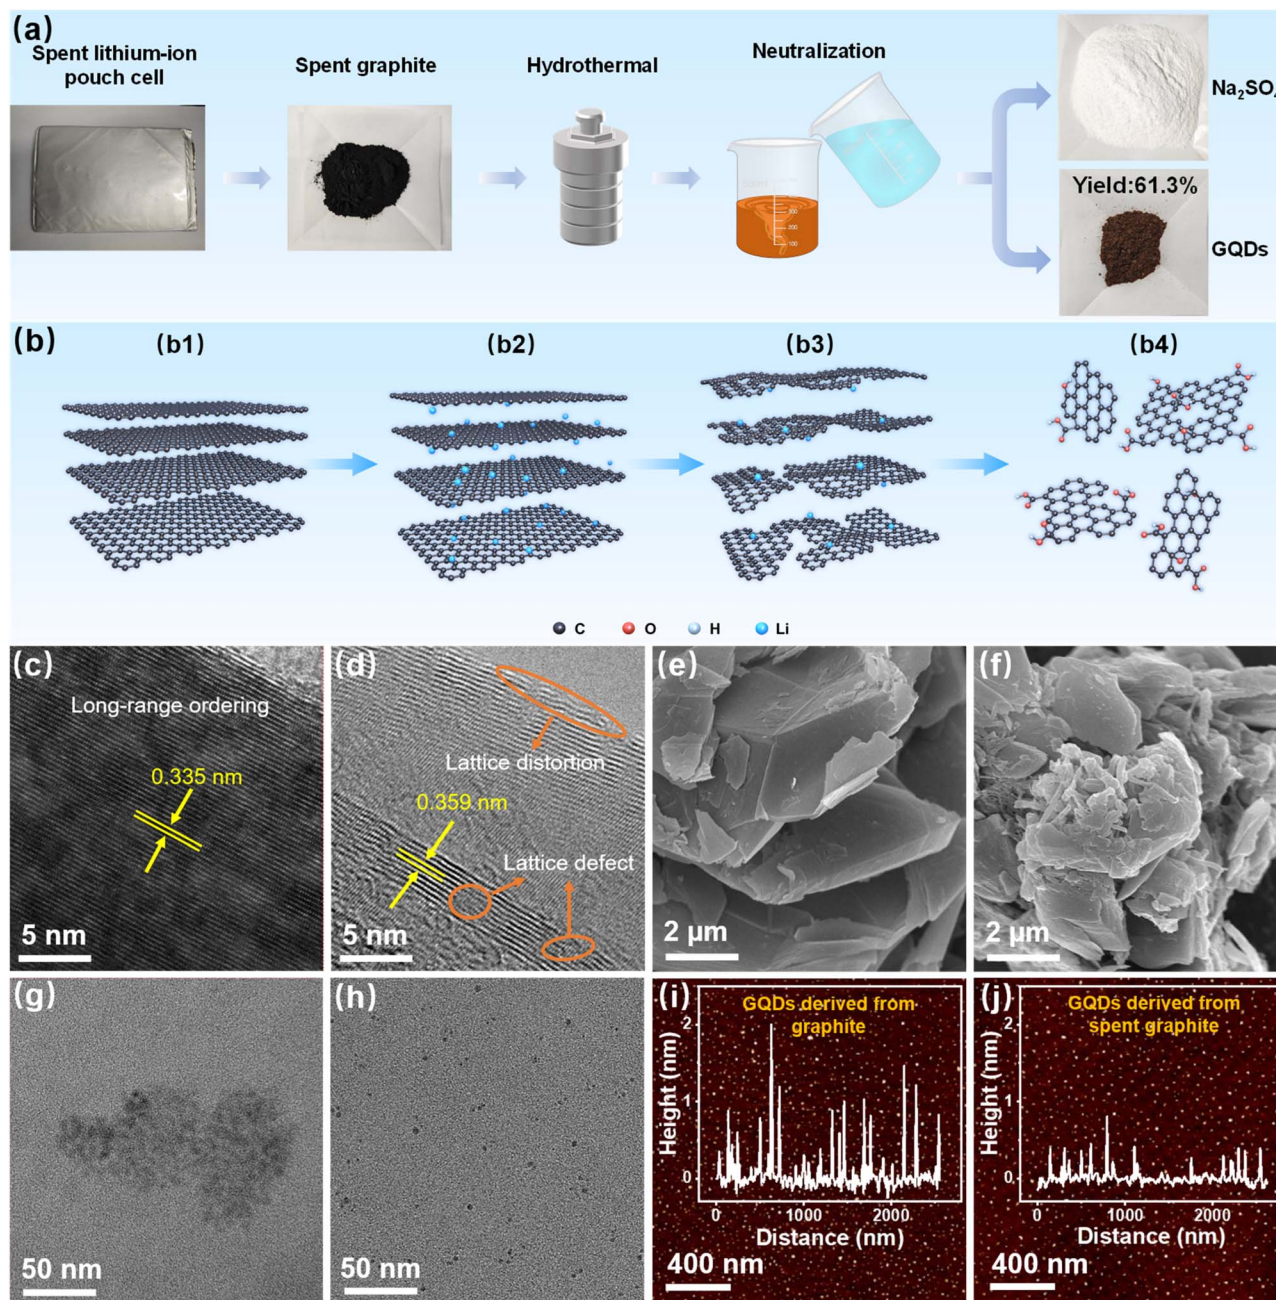 (a)
Spent lithium-ion
pouch cell
Spent graphite
Hydrothermal
Neutralization
Na₂SO₄
Yield:61.3%
GQDs
300
200
100
(b)
(b1)
(b2)
(b3)
(b4)
C
O
H
Li
(c)
Long-range ordering
0.335 nm
5 nm
(d)
Lattice distortion
0.359 nm
Lattice defect
5 nm
(e)
2 μm
(f)
2 μm
(g)
50 nm
(h)
50 nm
(i)
GQDs derived from
graphite
Height (nm)
2
1
0
0
1000
2000
Distance (nm)
400 nm
(j)
GQDs derived from
spent graphite
Height (nm)
2
1
0
0
1000
2000
Distance (nm)
400 nm